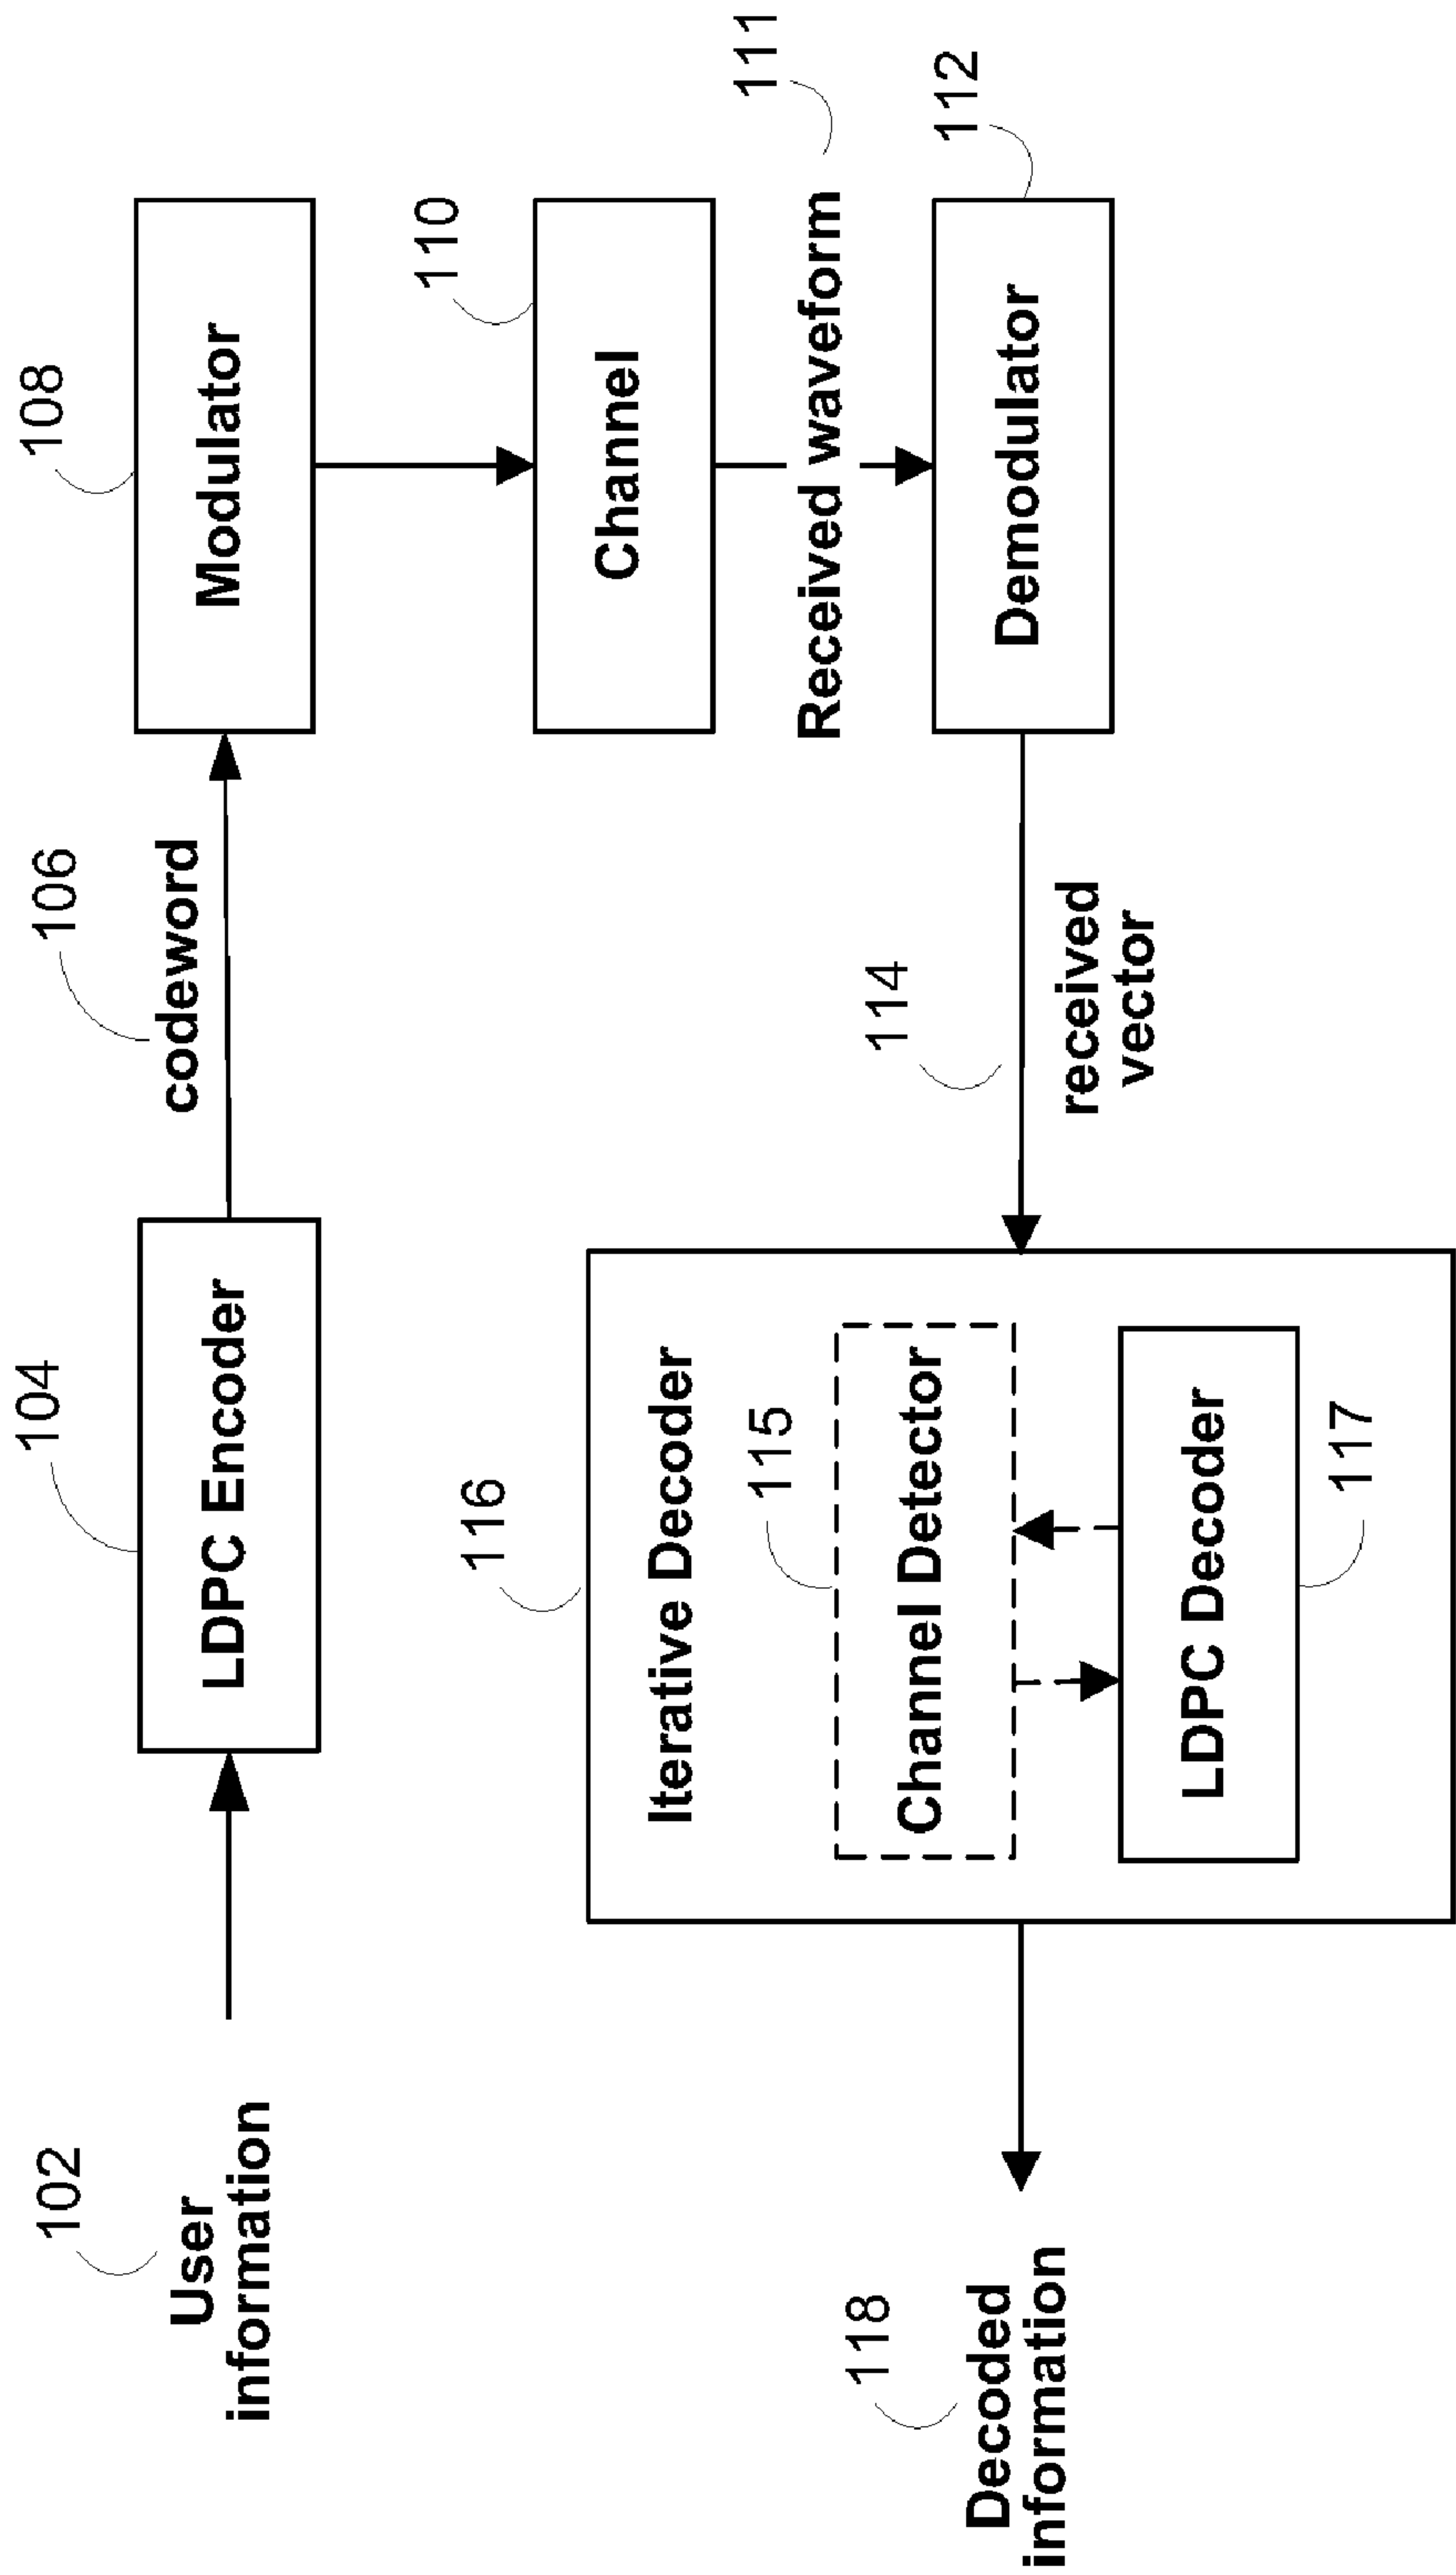 102
User
information
104
LDPC Encoder
106
codeword
108
Modulator
110
Channel
111
Received waveform
112
Demodulator
114
received
vector
116
Iterative Decoder
115
Channel Detector
LDPC Decoder
117
118
Decoded
information